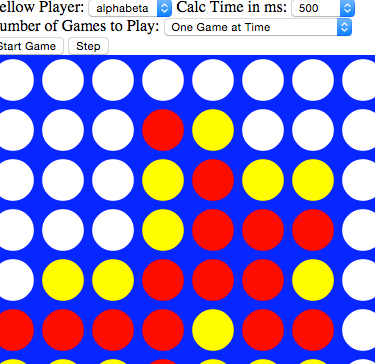 ellow Player: alphabeta Calc Time in ms: 500
umber of Games to Play: One Game at Time
Start Game Step